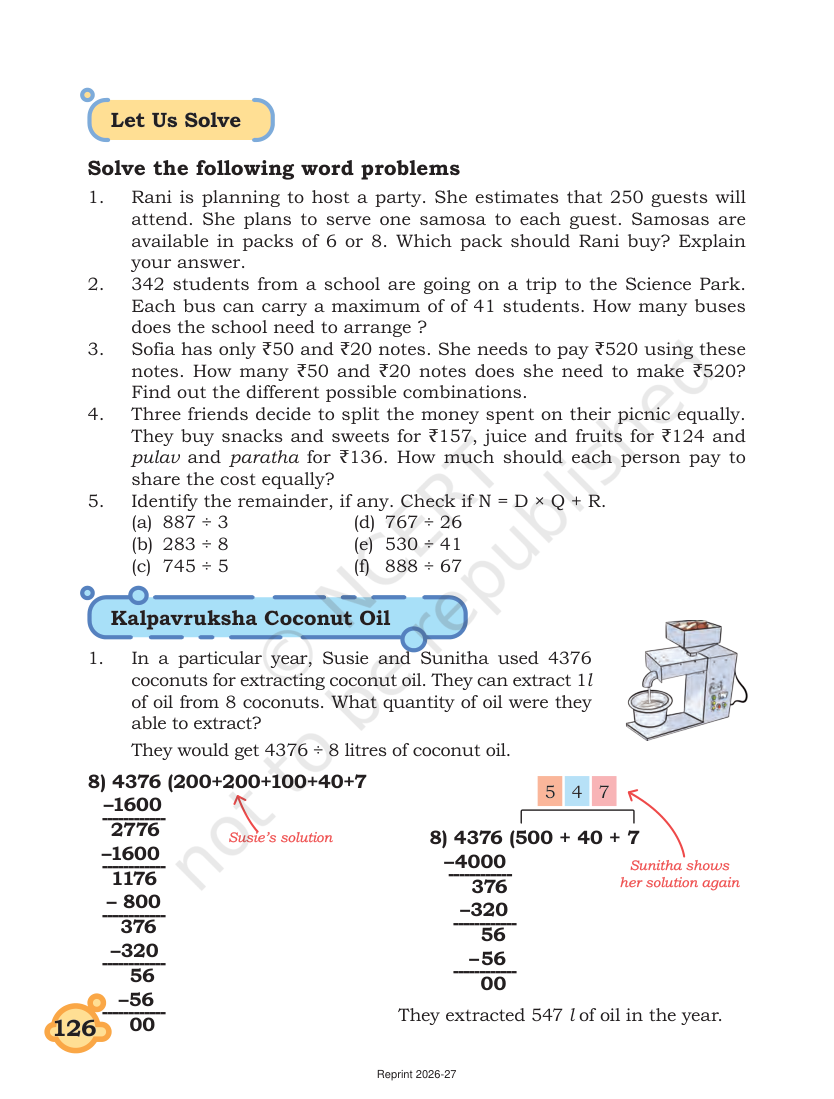 Let Us Solve
Solve the following word problems
1. Rani is planning to host a party. She estimates that 250 guests will
attend. She plans to serve one samosa to each guest. Samosas are
available in packs of 6 or 8. Which pack should Rani buy? Explain
your answer.
2. 342 students from a school are going on a trip to the Science Park.
Each bus can carry a maximum of of 41 students. How many buses
does the school need to arrange ?
3. Sofia has only ₹50 and ₹20 notes. She needs to pay ₹520 using these
notes. How many ₹50 and ₹20 notes does she need to make ₹520?
Find out the different possible combinations.
4. Three friends decide to split the money spent on their picnic equally.
They buy snacks and sweets for ₹157, juice and fruits for ₹124 and
pulav and paratha for ₹136. How much should each person pay to
share the cost equally?
5. Identify the remainder, if any. Check if N = D × Q + R.
(a) 887 ÷ 3 (d) 767 ÷ 26
(b) 283 ÷ 8 (e) 530 ÷ 41
(c) 745 ÷ 5 (f) 888 ÷ 67
Kalpavruksha Coconut Oil
1. In a particular year, Susie and Sunitha used 4376
coconuts for extracting coconut oil. They can extract 1l
of oil from 8 coconuts. What quantity of oil were they
able to extract?
They would get 4376 ÷ 8 litres of coconut oil.
8) 4376 (200+200+100+40+7
–1600
2776
–1600
1176
– 800
376
–320
56
–56
00
Susie's solution
5 4 7
8) 4376 (500 + 40 + 7
–4000
376
–320
56
–56
00
Sunitha shows
her solution again
They extracted 547 l of oil in the year.
126
Reprint 2026-27
© NCERT
not to be republished